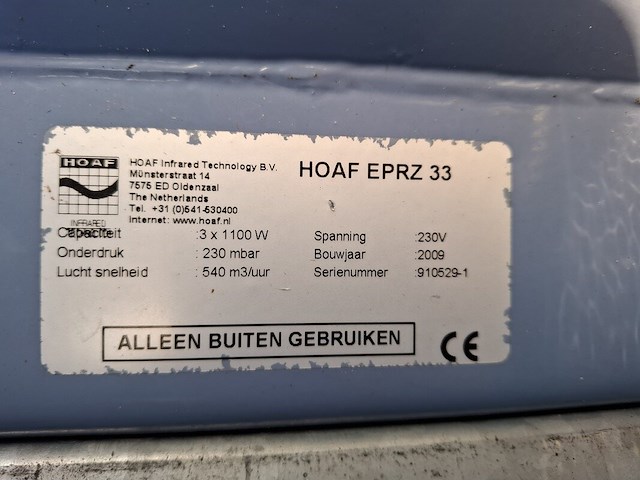 HOAF
HOAF Infrared Technology B.V.
Münsterstraat 14
7575 ED Oldenzaal
The Netherlands
Tel. +31 (0)541-530400
Internet: www.hoaf.nl
HOAF EPRZ 33
INFRARED
Capaciteit : 3 x 1100 W
Onderdruk : 230 mbar
Lucht snelheid : 540 m3/uur
Spanning :230V
Bouwjaar :2009
Serienummer :910529-1
ALLEEN BUITEN GEBRUIKEN
CE